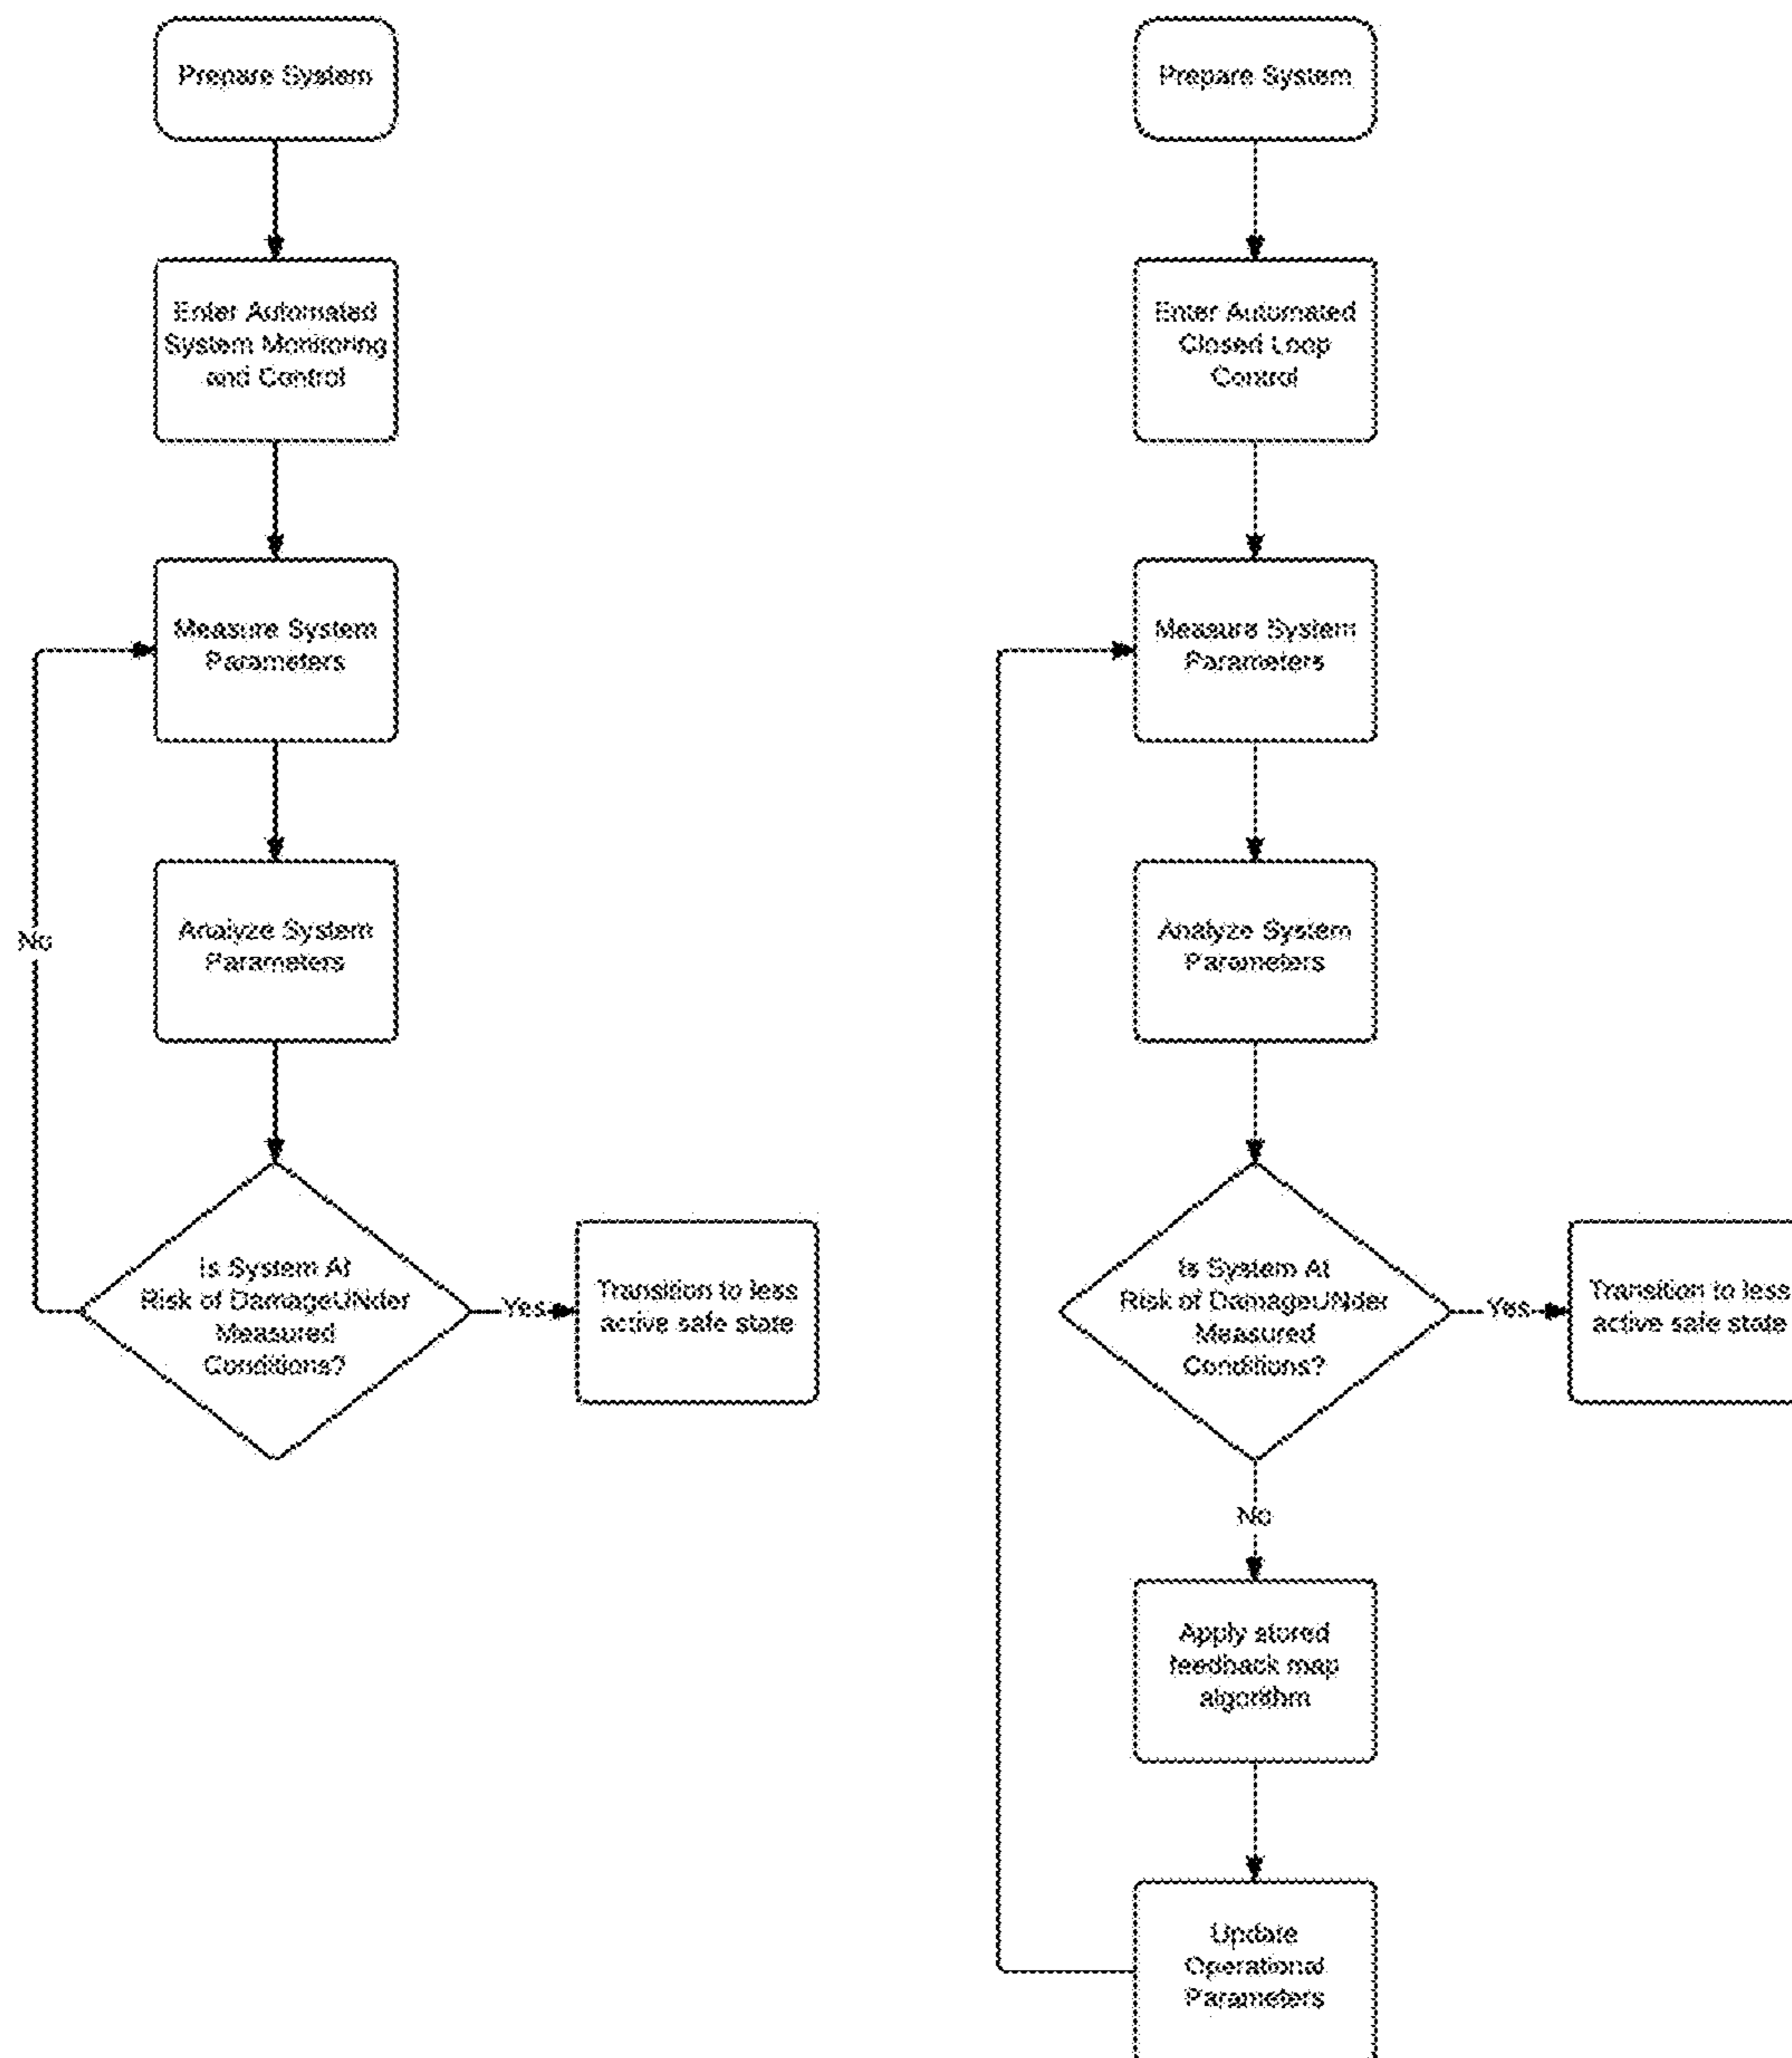 Prepare System
Enter Automated
System Monitoring
and Control
Measure System
Parameters
No
Analyze System
Parameters
Is System At
Risk of DamageUNder
Measured
Conditions?
Yes
Transition to less
active safe state
Prepare System
Enter Automated
Closed Loop
Control
Measure System
Parameters
Analyze System
Parameters
Is System At
Risk of DamageUNder
Measured
Conditions?
Yes
Transition to less
active safe state
No
Apply stored
feedback map
algorithm
Update
Operational
Parameters